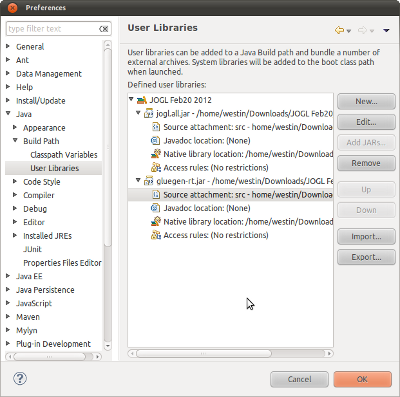 Preferences
type filter text
User Libraries
General
Ant
Data Management
Help
Install/Update
Java
Appearance
Build Path
Classpath Variables
User Libraries
Code Style
Compiler
Debug
Editor
Installed JREs
JUnit
Properties Files Editor
Java EE
Java Persistence
JavaScript
Maven
Mylyn
Plug-in Development
User libraries can be added to a Java Build path and bundle a number of
external archives. System libraries will be added to the boot class path
when launched.
Defined user libraries:
JOGL Feb20 2012
jogl.all.jar - /home/westin/Downloads/JOGL Feb20
Source attachment: src - home/westin/Download
Javadoc location: (None)
Native library location: /home/westin/Downloads
Access rules: (No restrictions)
gluegen-rt.jar - /home/westin/Downloads/JOGL Fe
Source attachment: src - home/westin/Download
Javadoc location: (None)
Native library location: /home/westin/Downloads
Access rules: (No restrictions)
New...
Edit...
Add JARs...
Remove
Up
Down
Import...
Export...
?
Cancel
OK